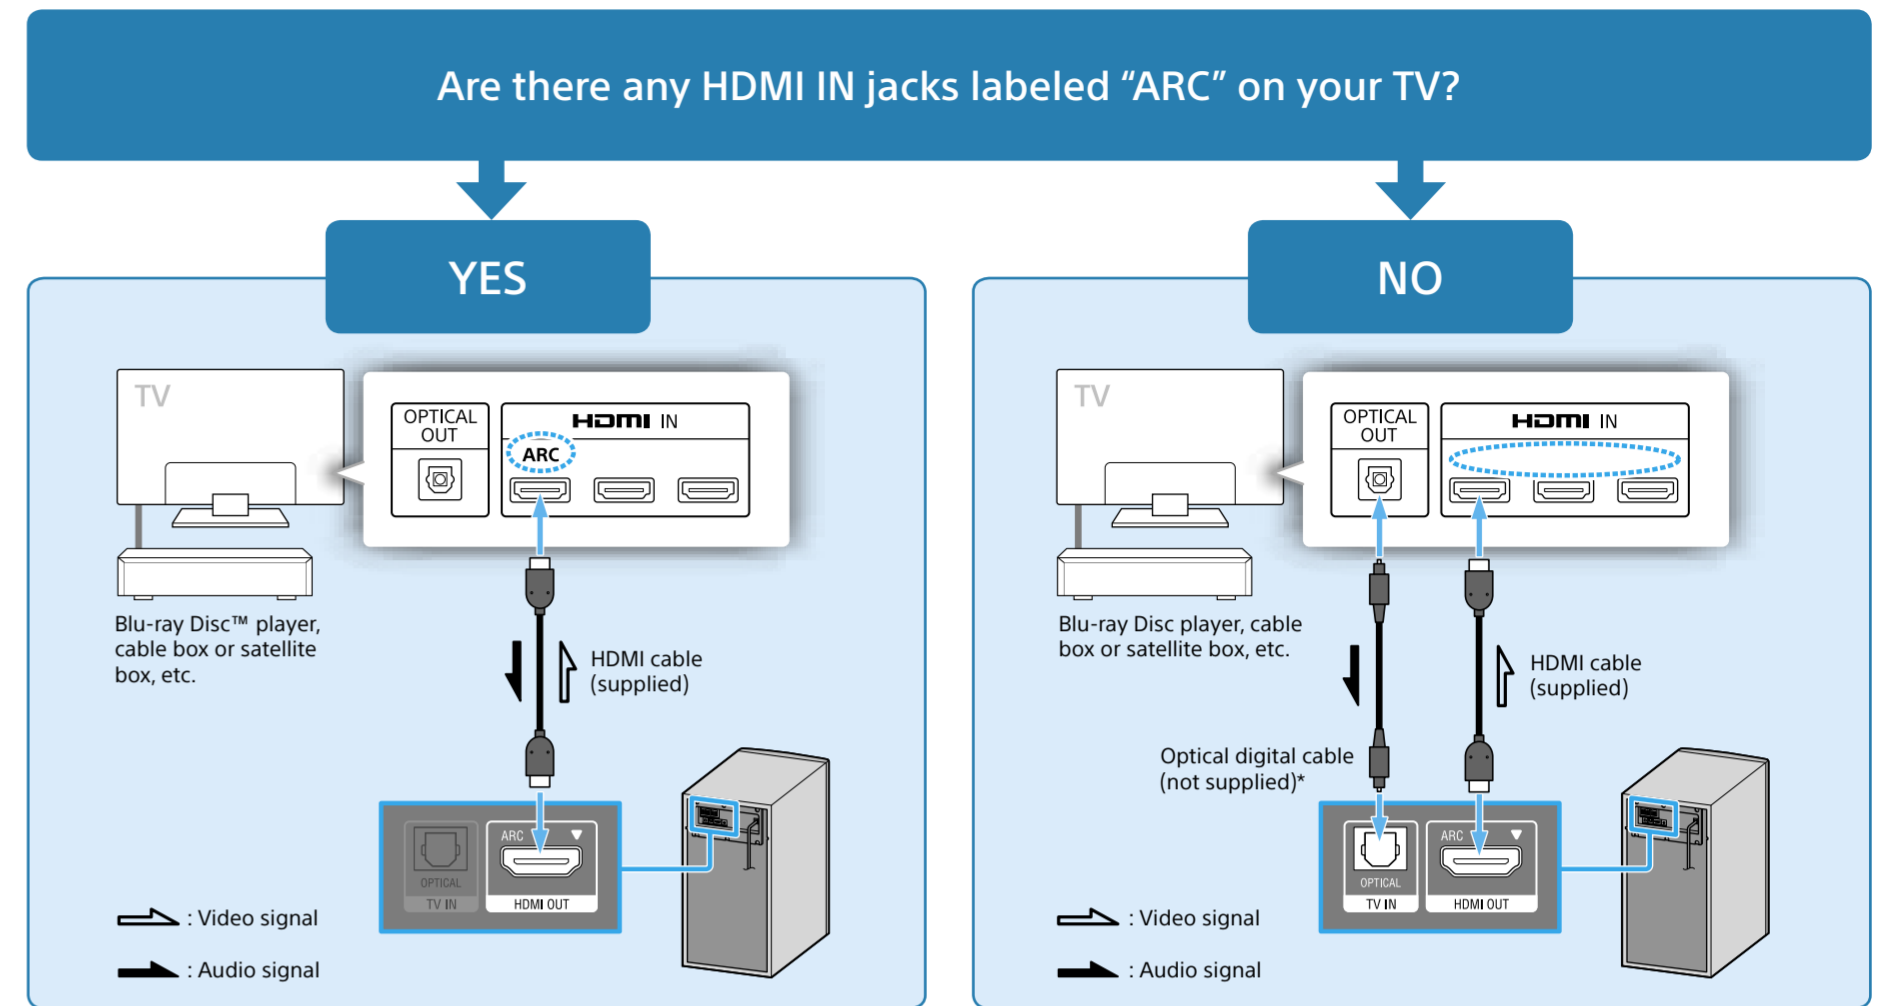 Are there any HDMI IN jacks labeled “ARC” on your TV?
YES
TV
OPTICAL
OUT
HDMI IN
ARC
Blu-ray Disc™ player,
cable box or satellite
box, etc.
HDMI cable
(supplied)
ARC
OPTICAL
TV IN
HDMI OUT
: Video signal
: Audio signal
NO
TV
OPTICAL
OUT
HDMI IN
Blu-ray Disc player, cable
box or satellite box, etc.
HDMI cable
(supplied)
Optical digital cable
(not supplied)*
ARC
OPTICAL
TV IN
HDMI OUT
: Video signal
: Audio signal